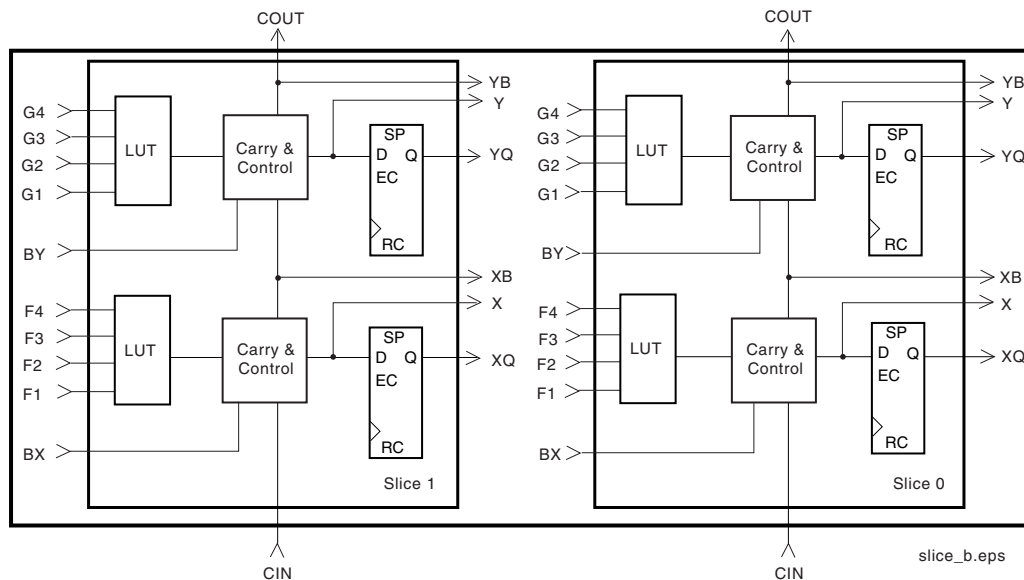 COUT
YB
Y
G4
G3
G2
G1
LUT
Carry &
Control
SP
D Q
EC
RC
YQ
BY
XB
X
F4
F3
F2
F1
LUT
Carry &
Control
SP
D Q
EC
RC
XQ
BX
Slice 1
CIN
COUT
YB
Y
G4
G3
G2
G1
LUT
Carry &
Control
SP
D Q
EC
RC
YQ
BY
XB
X
F4
F3
F2
F1
LUT
Carry &
Control
SP
D Q
EC
RC
XQ
BX
Slice 0
CIN
slice_b.eps